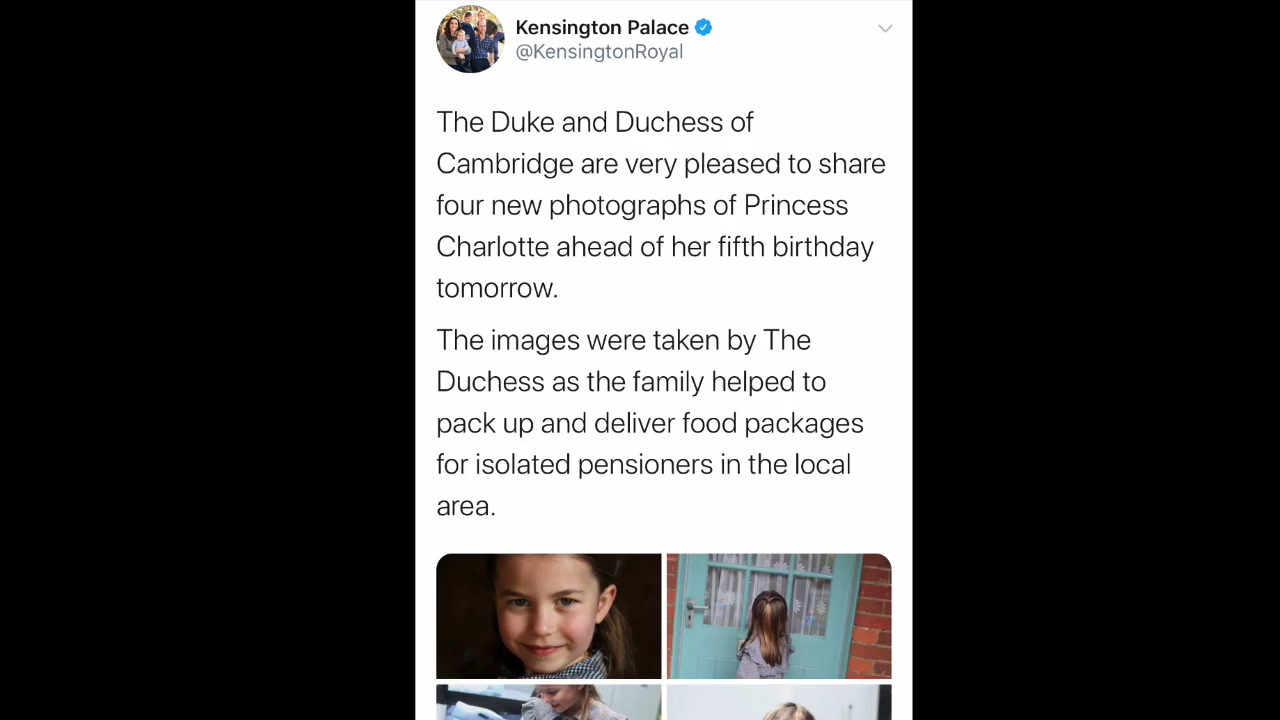 Kensington Palace
@KensingtonRoyal
The Duke and Duchess of
Cambridge are very pleased to share
four new photographs of Princess
Charlotte ahead of her fifth birthday
tomorrow.
The images were taken by The
Duchess as the family helped to
pack up and deliver food packages
for isolated pensioners in the local
area.